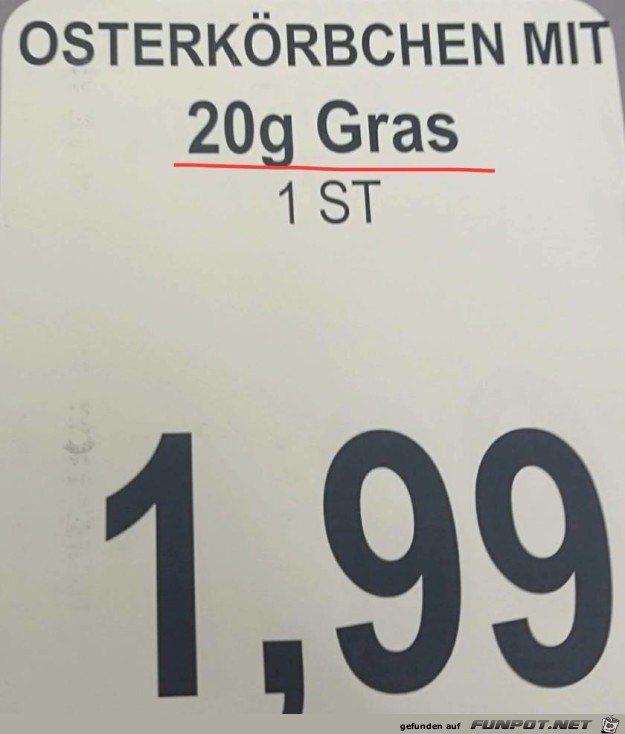 OSTERKÖRBCHEN MIT
20g Gras
1 ST
1,99
gefunden auf FUNPOT.NET